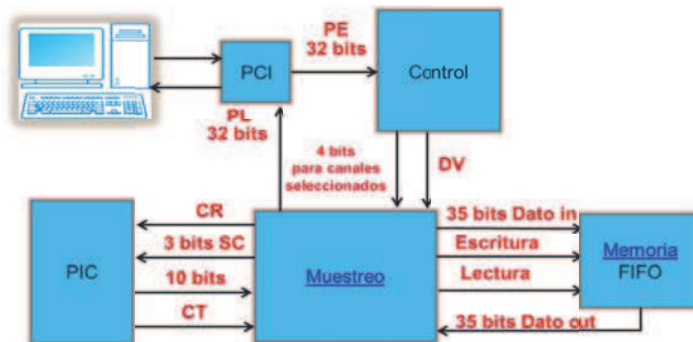 PE
32 bits
PCI
Control
PL
32 bits
4 bits
para canales
seleccionados
DV
CR
3 bits SC
10 bits
CT
PIC
Muestreo
35 bits Dato in
Escritura
Lectura
35 bits Dato out
Memoria
FIFO